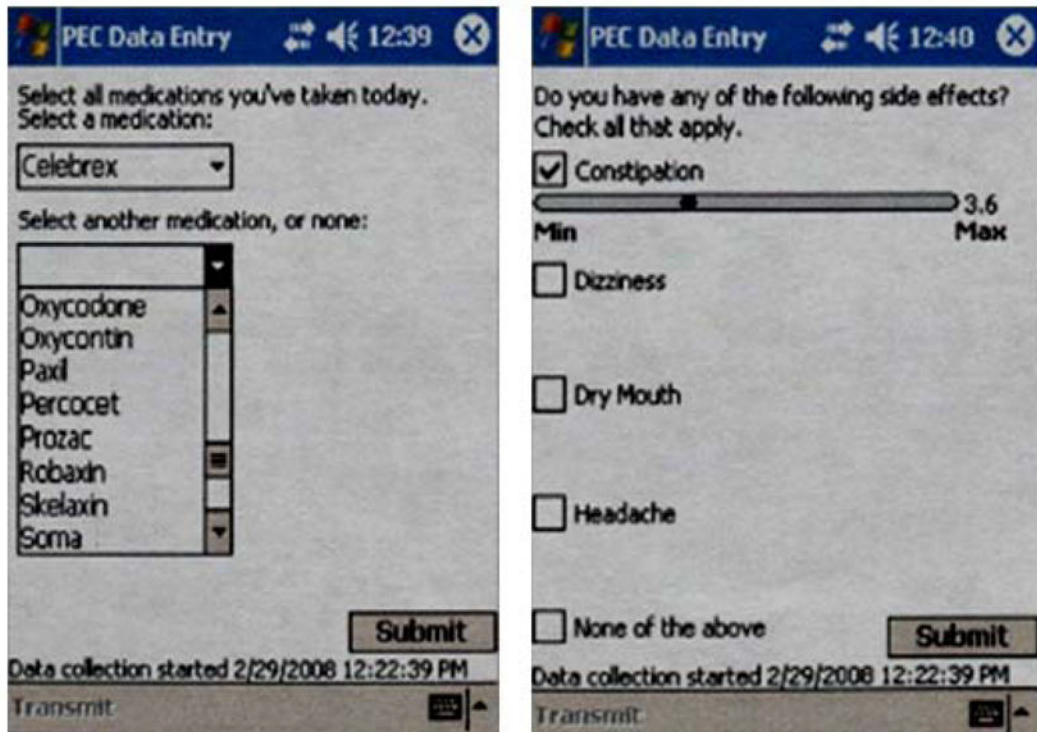 PEC Data Entry 12:39
Select all medications you've taken today.
Select a medication:
Celebrex
Select another medication, or none:
Oxycodone
Oxycontin
Paxil
Percocet
Prozac
Robaxin
Skelaxin
Soma
Submit
Data collection started 2/29/2008 12:22:39 PM
Transmit
PEC Data Entry 12:40
Do you have any of the following side effects?
Check all that apply.
Constipation
3.6
Min Max
Dizziness
Dry Mouth
Headache
None of the above
Submit
Data collection started 2/29/2008 12:22:39 PM
Transmit